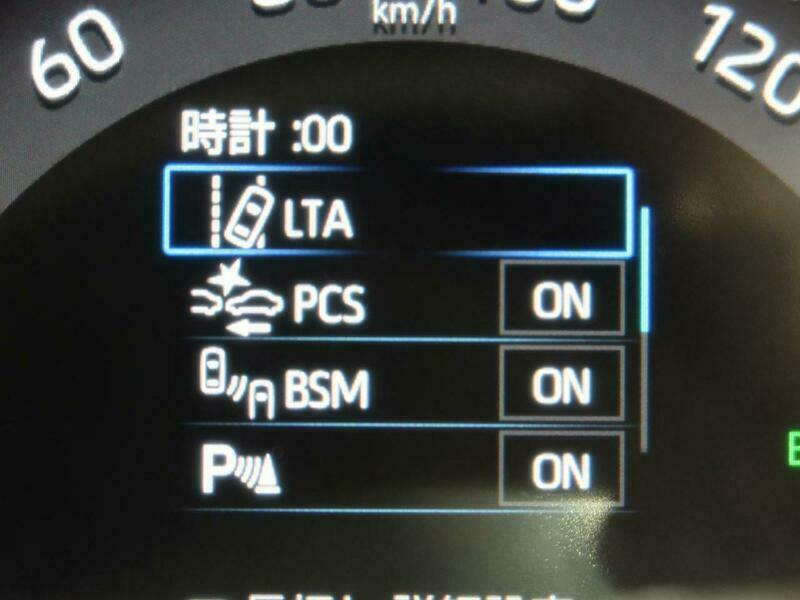 60
km/h
120
時計 :00
LTA
PCS ON
BSM ON
P ON